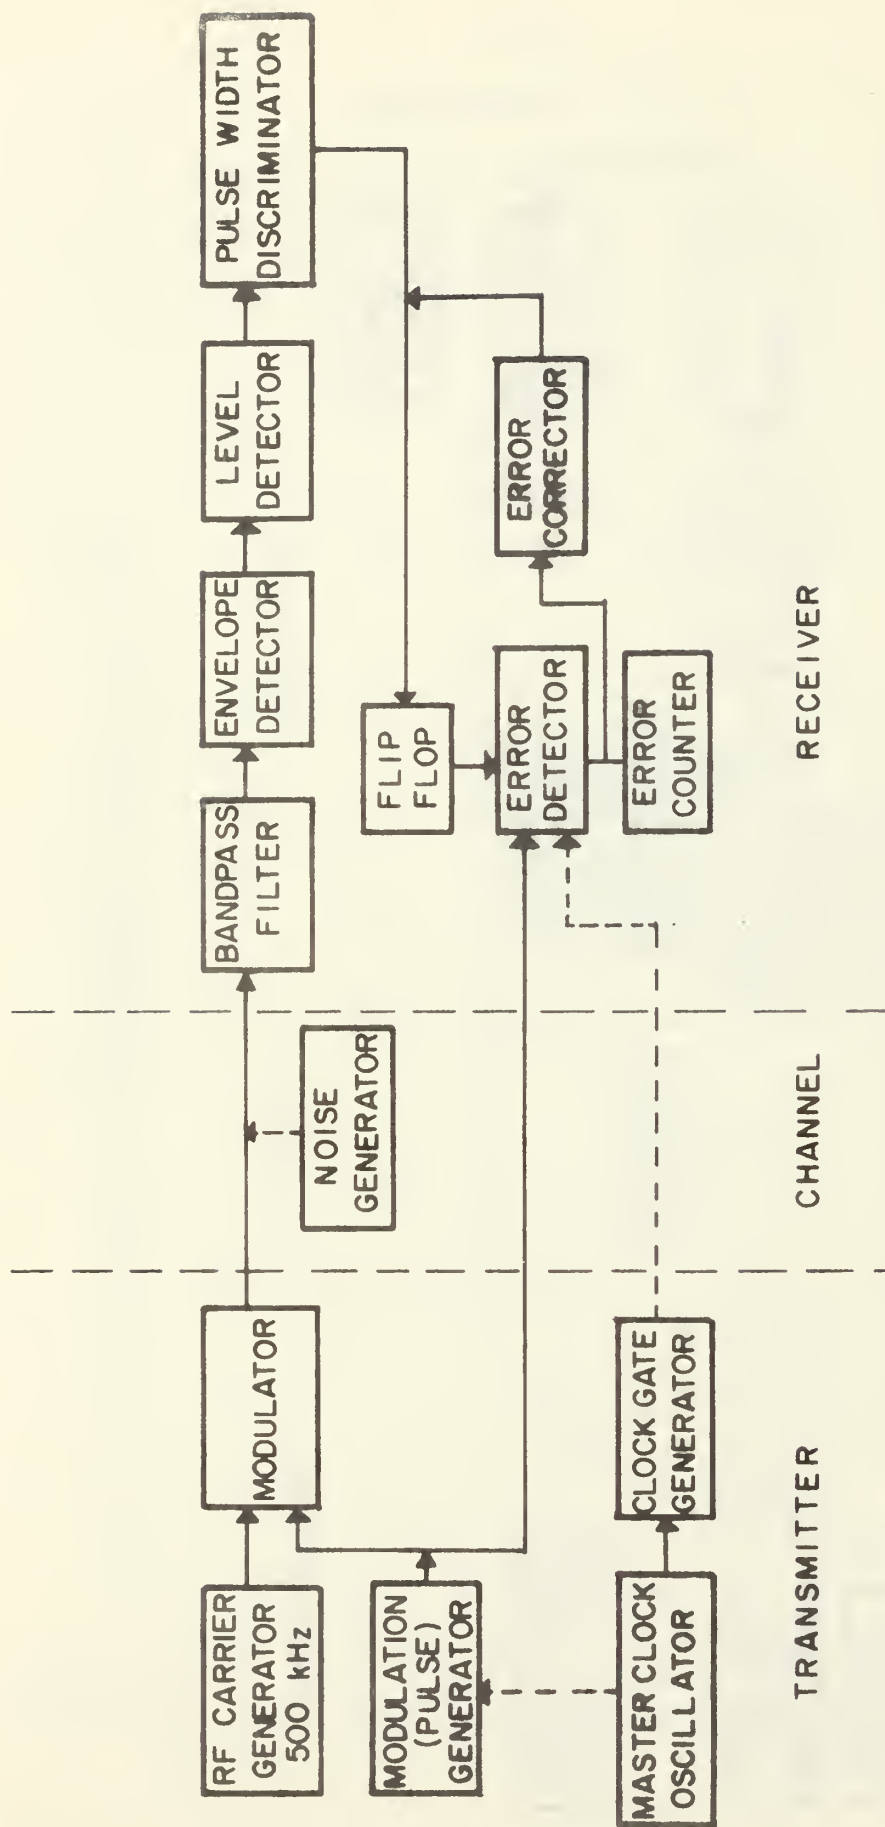 RF CARRIER
GENERATOR
500 kHz
MODULATOR
BANDPASS
FILTER
ENVELOPE
DETECTOR
LEVEL
DETECTOR
PULSE WIDTH
DISCRIMINATOR
NOISE
GENERATOR
MODULATION
(PULSE)
GENERATOR
FLIP
FLOP
ERROR
DETECTOR
ERROR
CORRECTOR
MASTER CLOCK
OSCILLATOR
CLOCK GATE
GENERATOR
ERROR
COUNTER
TRANSMITTER
CHANNEL
RECEIVER